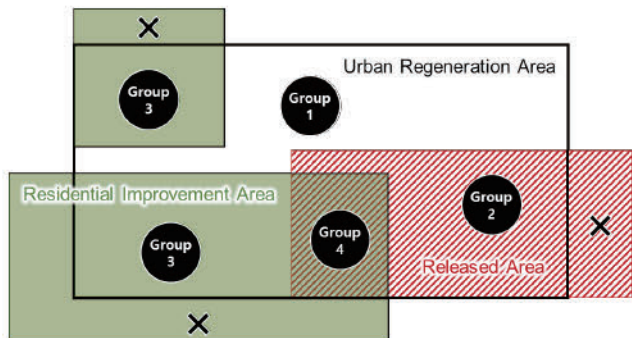 ×
Urban Regeneration Area
Group
3
Group
1
Residential Improvement Area
Group
2
Group
3
Group
4
×
Released Area
×